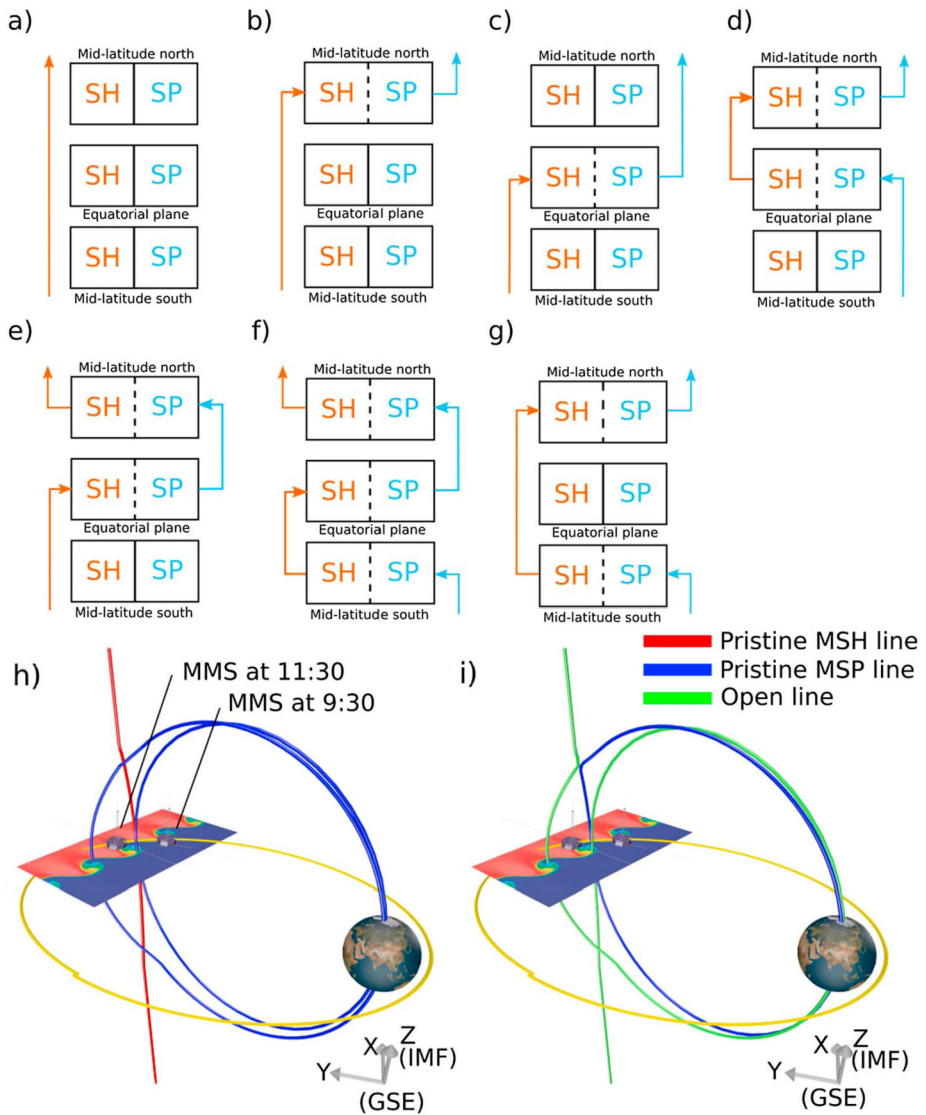 a)
b)
c)
d)
Mid-latitude north
Mid-latitude north
Mid-latitude north
Mid-latitude north
SH SP
SH SP
SH SP
SH SP
SH SP
SH SP
SH SP
SH SP
Equatorial plane
Equatorial plane
Equatorial plane
Equatorial plane
SH SP
SH SP
SH SP
SH SP
Mid-latitude south
Mid-latitude south
Mid-latitude south
Mid-latitude south
e)
f)
g)
Mid-latitude north
Mid-latitude north
Mid-latitude north
SH SP
SH SP
SH SP
SH SP
SH SP
SH SP
Equatorial plane
Equatorial plane
Equatorial plane
SH SP
SH SP
SH SP
Mid-latitude south
Mid-latitude south
Mid-latitude south
h)
MMS at 11:30
MMS at 9:30
X
Z
(IMF)
Y
(GSE)
i)
Pristine MSH line
Pristine MSP line
Open line
X
Z
(IMF)
Y
(GSE)